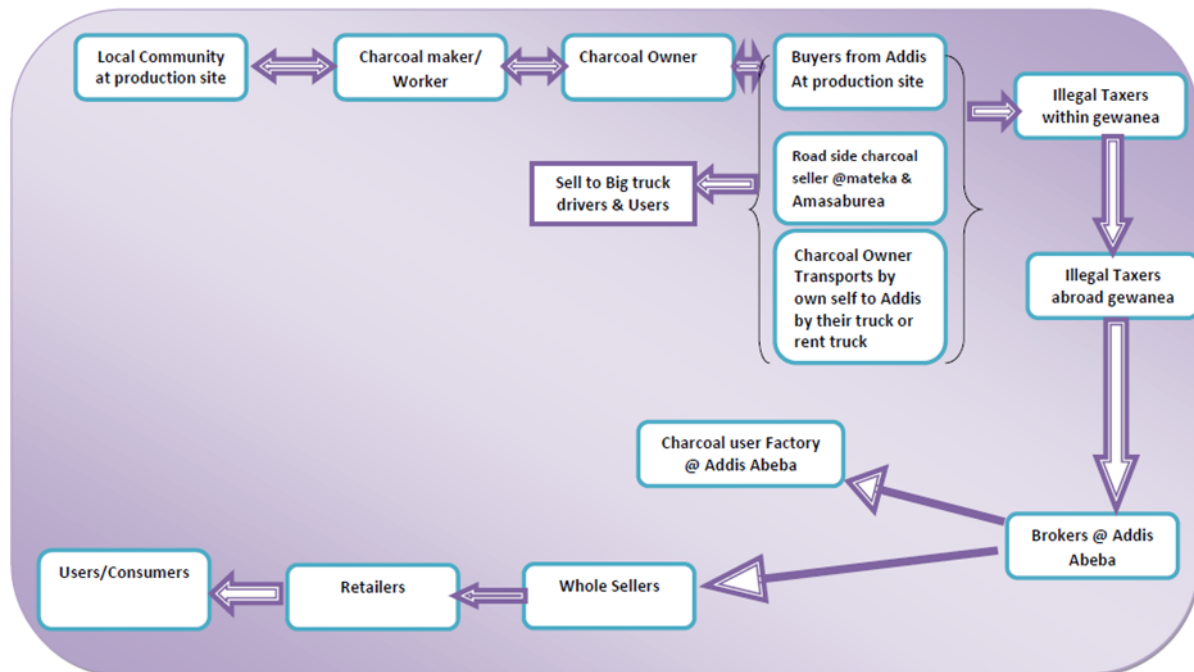 Local Community
at production site
Charcoal maker/
Worker
Charcoal Owner
Buyers from Addis
At production site
Illegal Taxers
within gewanea
Road side charcoal
seller @mateka &
Amasaburea
Sell to Big truck
drivers & Users
Charcoal Owner
Transports by
own self to Addis
by their truck or
rent truck
Illegal Taxers
abroad gewanea
Charcoal user Factory
@ Addis Abeba
Brokers @ Addis
Abeba
Whole Sellers
Retailers
Users/Consumers